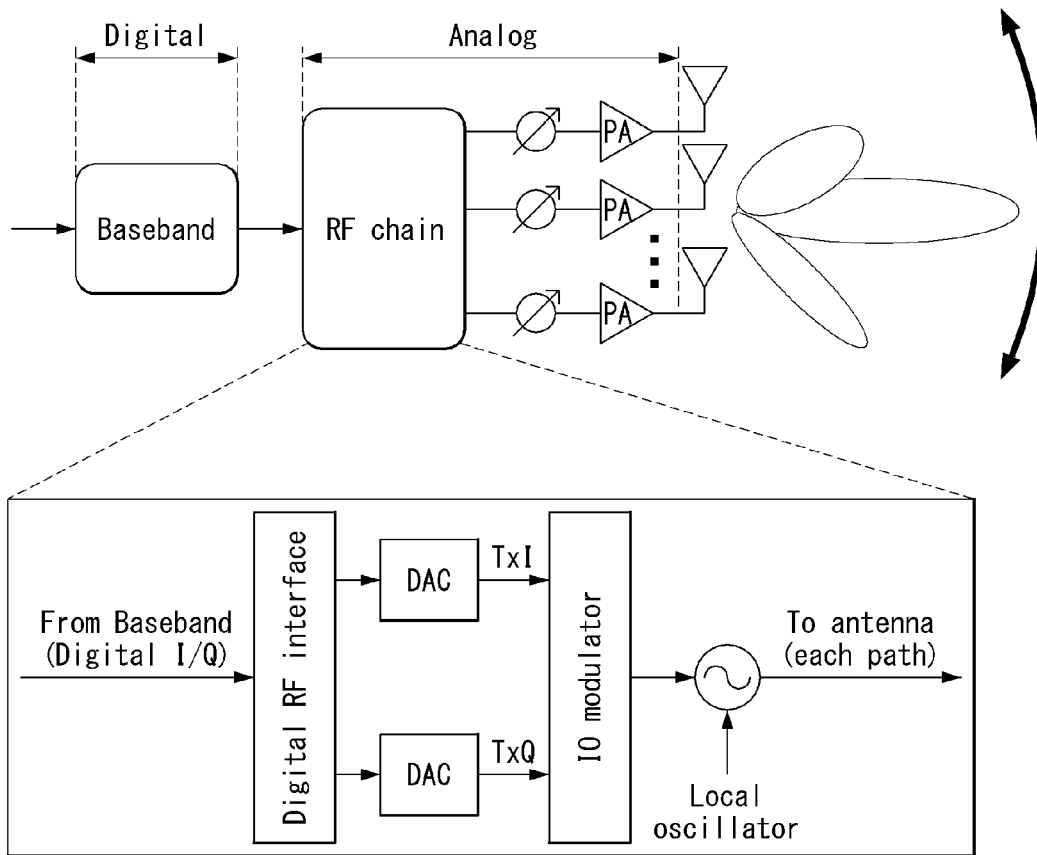 Digital
Analog
Baseband
RF chain
PA
PA
PA
From Baseband
(Digital I/Q)
Digital RF interface
DAC
TxI
DAC
TxQ
IO modulator
Local
oscillator
To antenna
(each path)